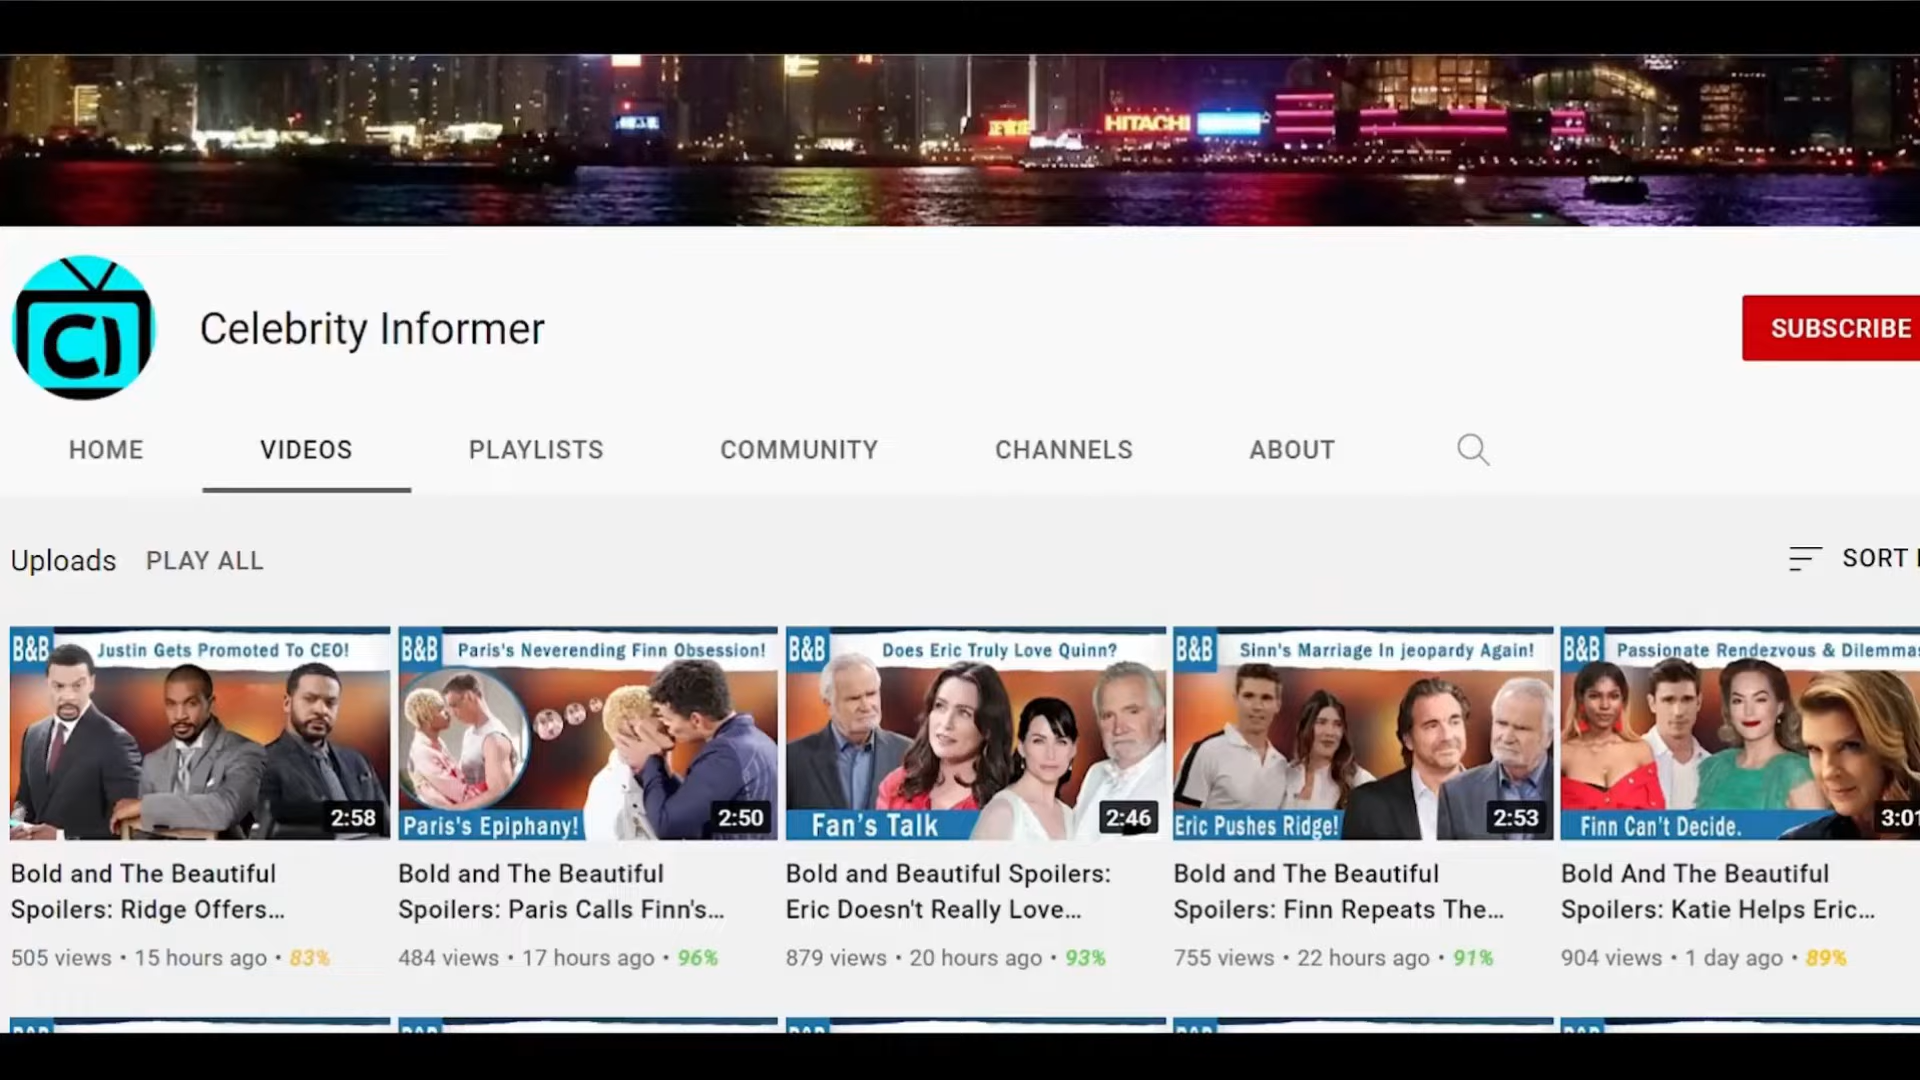 HITACHI
CI
Celebrity Informer
SUBSCRIBE
HOME
VIDEOS
PLAYLISTS
COMMUNITY
CHANNELS
ABOUT
Uploads
PLAY ALL
SORT
B&B
Justin Gets Promoted To CEO!
2:58
B&B
Paris's Neverending Finn Obsession!
Paris's Epiphany!
2:50
B&B
Does Eric Truly Love Quinn?
Fan's Talk
2:46
B&B
Sinn's Marriage In jeopardy Again!
Eric Pushes Ridge!
2:53
B&B
Passionate Rendezvous & Dilemmas
Finn Can't Decide.
3:01
Bold and The Beautiful
Spoilers: Ridge Offers...
505 views • 15 hours ago • 83%
Bold and The Beautiful
Spoilers: Paris Calls Finn's...
484 views • 17 hours ago • 96%
Bold and Beautiful Spoilers:
Eric Doesn't Really Love...
879 views • 20 hours ago • 93%
Bold and The Beautiful
Spoilers: Finn Repeats The...
755 views • 22 hours ago • 91%
Bold And The Beautiful
Spoilers: Katie Helps Eric...
904 views • 1 day ago • 89%